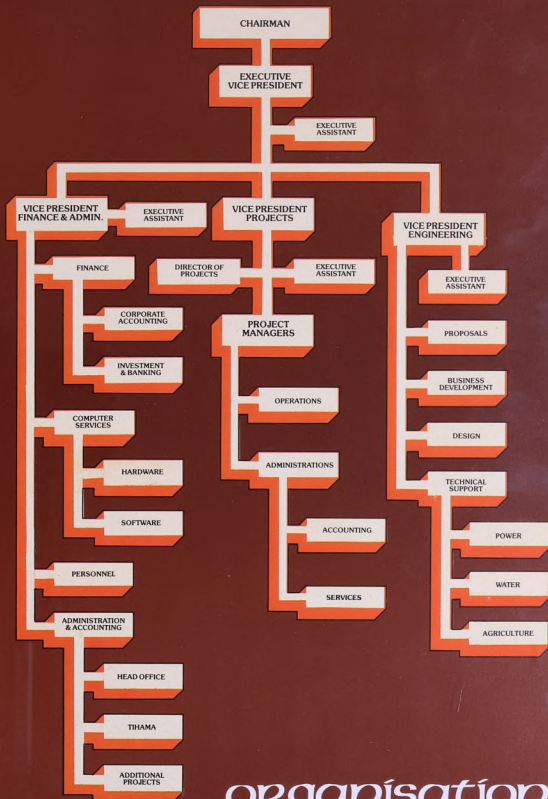 CHAIRMAN
EXECUTIVE
VICE PRESIDENT
EXECUTIVE
ASSISTANT
VICE PRESIDENT
FINANCE & ADMIN.
EXECUTIVE
ASSISTANT
FINANCE
CORPORATE
ACCOUNTING
INVESTMENT
& BANKING
COMPUTER
SERVICES
HARDWARE
SOFTWARE
PERSONNEL
ADMINISTRATION
& ACCOUNTING
HEAD OFFICE
TIHAMA
ADDITIONAL
PROJECTS
VICE PRESIDENT
PROJECTS
DIRECTOR OF
PROJECTS
EXECUTIVE
ASSISTANT
PROJECT
MANAGERS
OPERATIONS
ADMINISTRATIONS
ACCOUNTING
SERVICES
VICE PRESIDENT
ENGINEERING
EXECUTIVE
ASSISTANT
PROPOSALS
BUSINESS
DEVELOPMENT
DESIGN
TECHNICAL
SUPPORT
POWER
WATER
AGRICULTURE
organisation